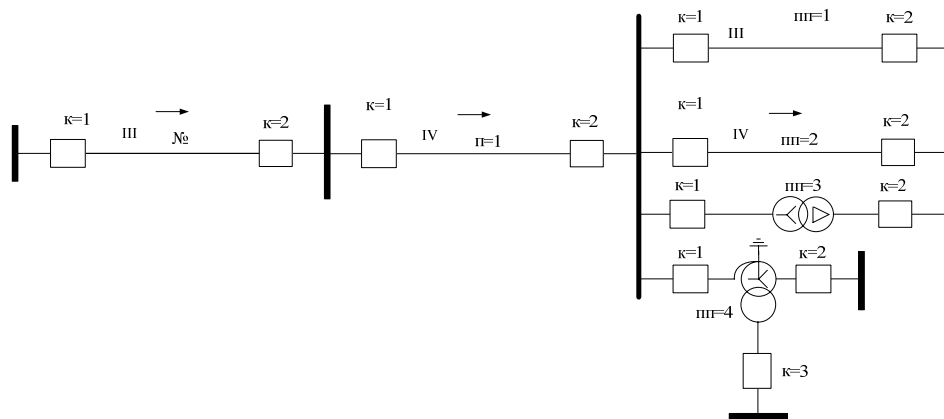 к=1
III
№
к=2
к=1
IV
п=1
к=2
к=1
III
пп=1
к=2
к=1
IV
пп=2
к=2
к=1
пп=3
к=2
к=1
к=2
пп=4
к=3